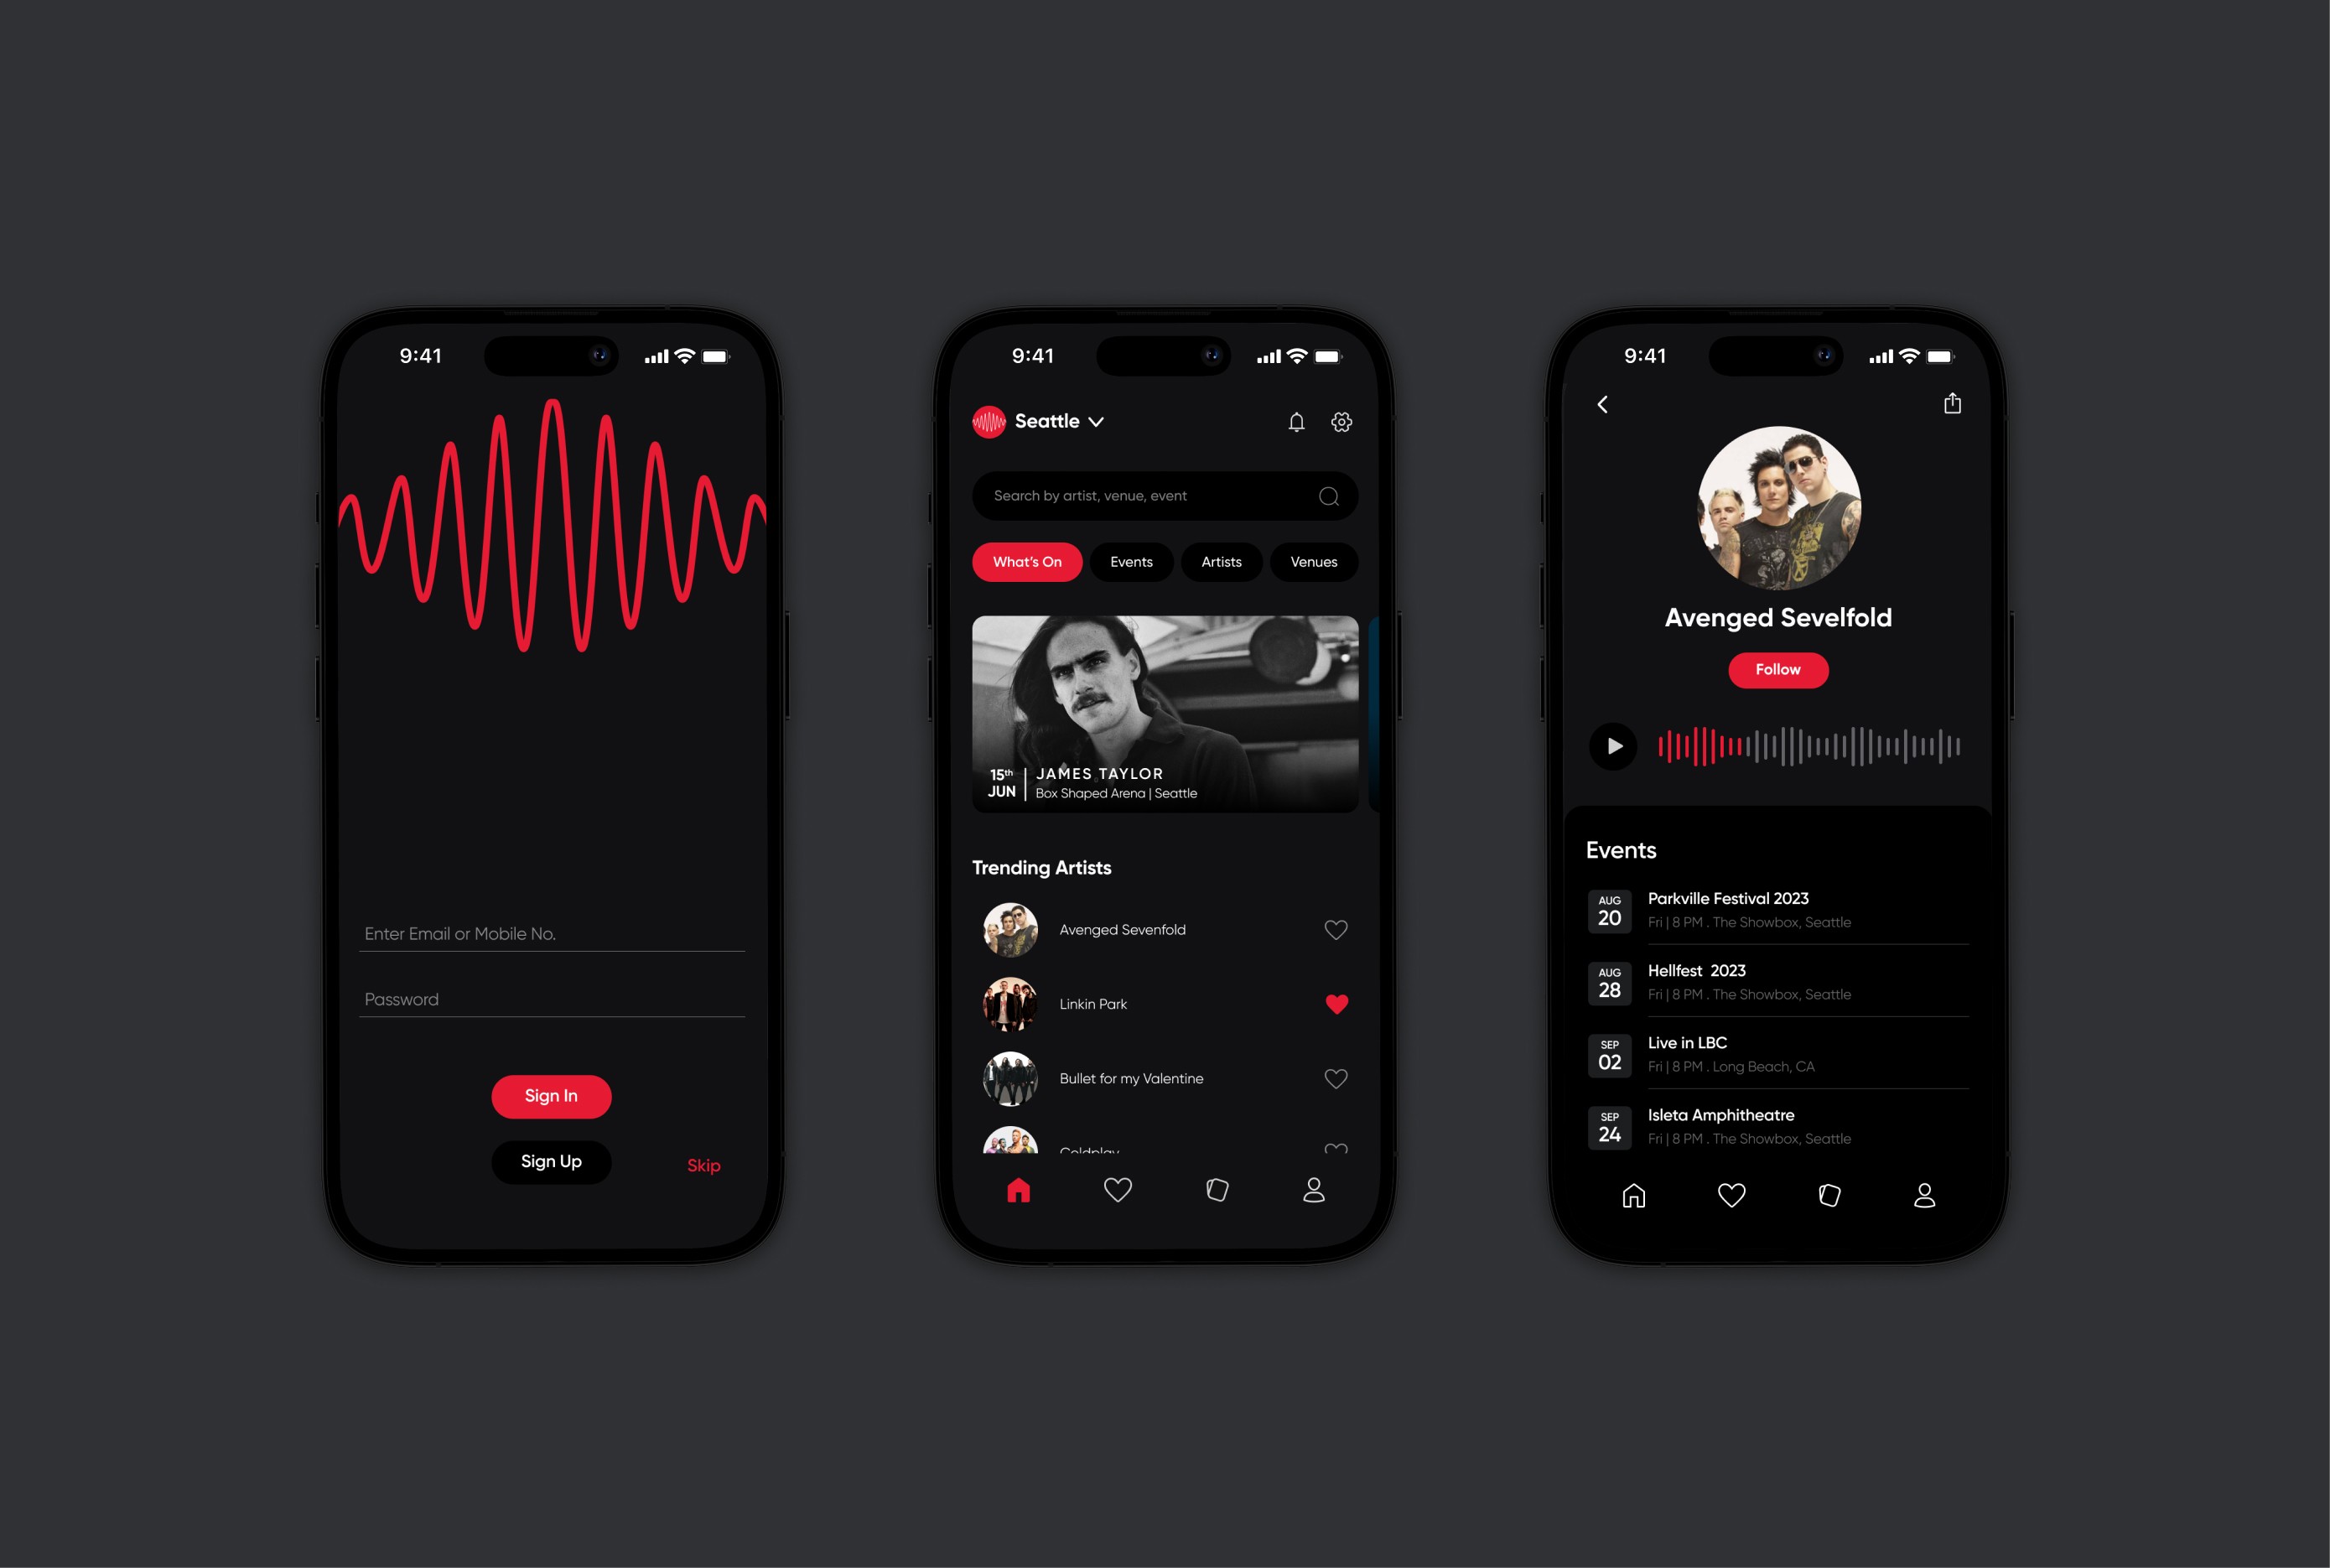 9:41
Enter Email or Mobile No.
Password
Sign In
Sign Up
Skip
9:41
Seattle
Search by artist, venue, event
What's On
Events
Artists
Venues
15th
JUN
JAMES TAYLOR
Box Shaped Arena | Seattle
Trending Artists
Avenged Sevenfold
Linkin Park
Bullet for my Valentine
Coldplay
9:41
Avenged Sevelfold
Follow
Events
AUG
20
Parkville Festival 2023
Fri | 8 PM . The Showbox, Seattle
AUG
28
Hellfest  2023
Fri | 8 PM . The Showbox, Seattle
SEP
02
Live in LBC
Fri | 8 PM . Long Beach, CA
SEP
24
Isleta Amphitheatre
Fri | 8 PM . The Showbox, Seattle